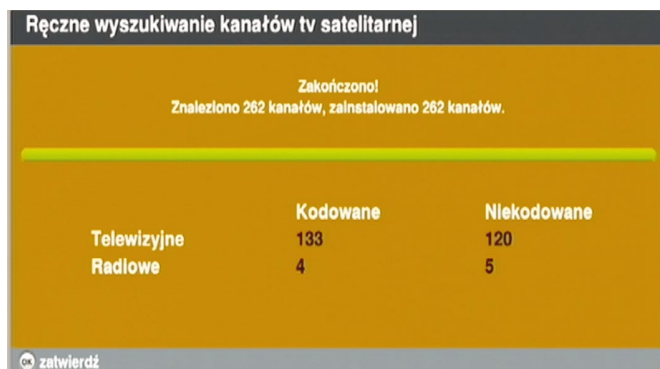 Ręczne wyszukiwanie kanałów tv satelitarnej
Zakończono!
Znaleziono 262 kanałów, zainstalowano 262 kanałów.
Kodowane Niekodowane
Telewizyjne 133 120
Radiowe 4 5
OK zatwierdź